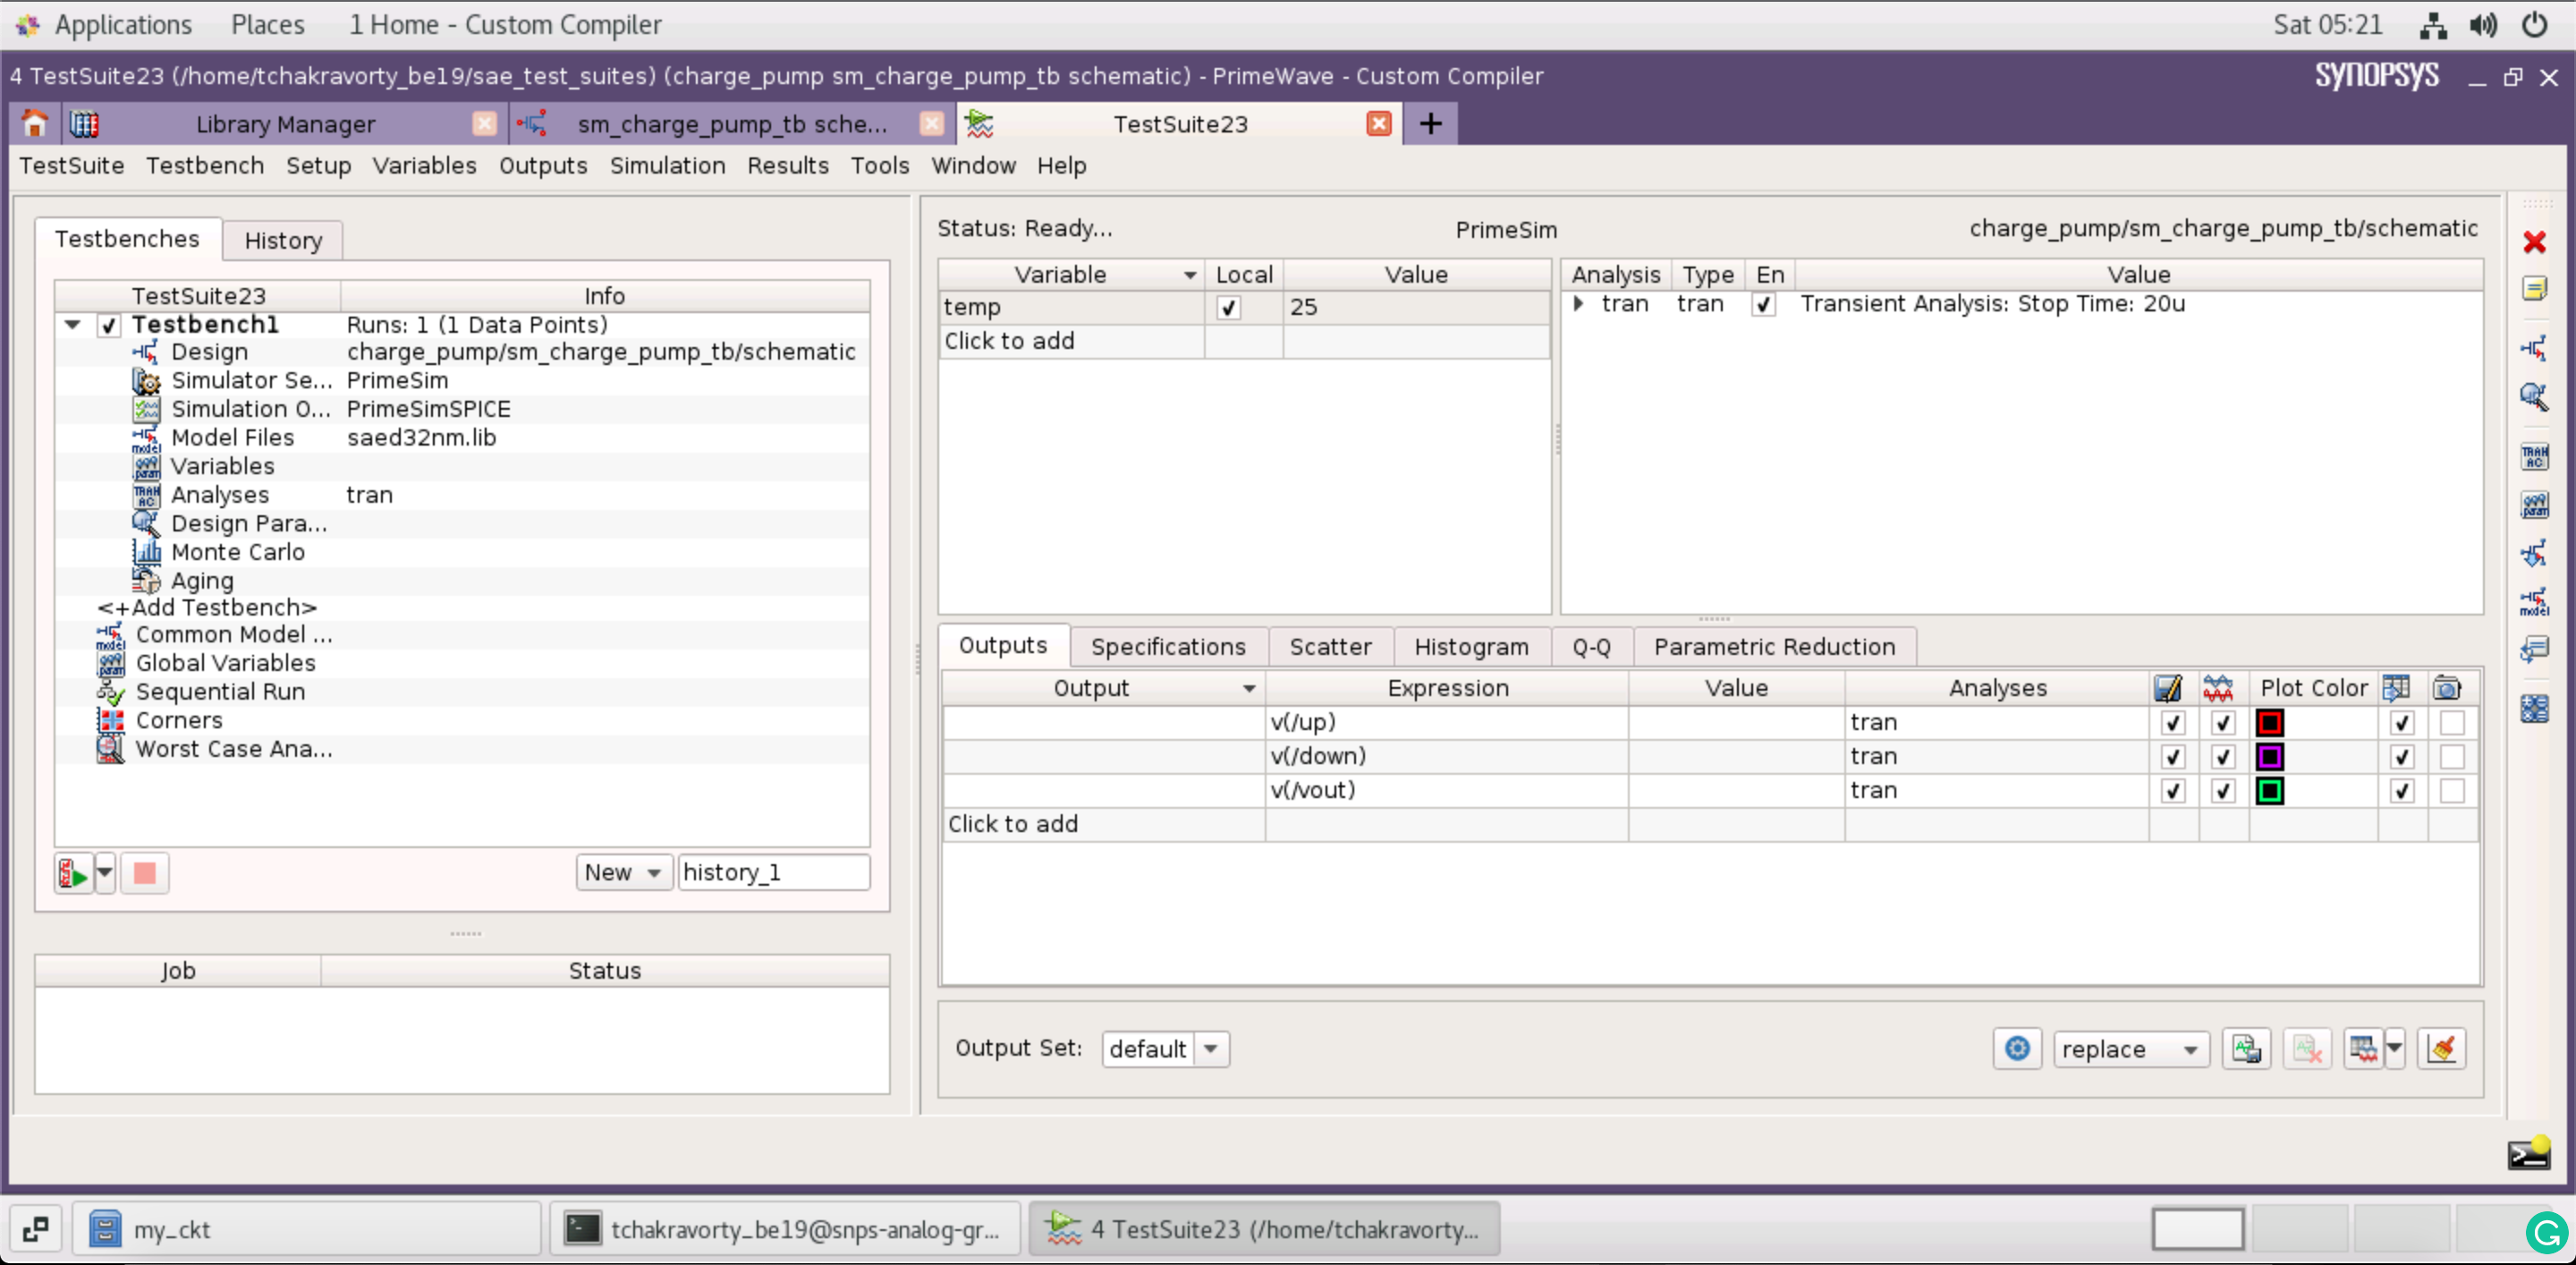 Applications Places 1 Home - Custom Compiler Sat 05:21
4 TestSuite23 (/home/tchakravorty_be19/sae_test_suites) (charge_pump sm_charge_pump_tb schematic) - PrimeWave - Custom Compiler SYNOPSYS
Library Manager sm_charge_pump_tb sche... TestSuite23
TestSuite Testbench Setup Variables Outputs Simulation Results Tools Window Help
Testbenches History
TestSuite23 Info
Testbench1 Runs: 1 (1 Data Points)
Design charge_pump/sm_charge_pump_tb/schematic
Simulator Se... PrimeSim
Simulation O... PrimeSimSPICE
Model Files saed32nm.lib
Variables
Analyses tran
Design Para...
Monte Carlo
Aging
<+Add Testbench>
Common Model ...
Global Variables
Sequential Run
Corners
Worst Case Ana...
New history_1
Job Status
Status: Ready... PrimeSim charge_pump/sm_charge_pump_tb/schematic
Variable Local Value
temp 25
Click to add
Analysis Type En Value
tran tran Transient Analysis: Stop Time: 20u
Outputs Specifications Scatter Histogram Q-Q Parametric Reduction
Output Expression Value Analyses Plot Color
v(/up) tran
v(/down) tran
v(/vout) tran
Click to add
Output Set: default replace
my_ckt tchakravorty_be19@snps-analog-gr... 4 TestSuite23 (/home/tchakravorty...